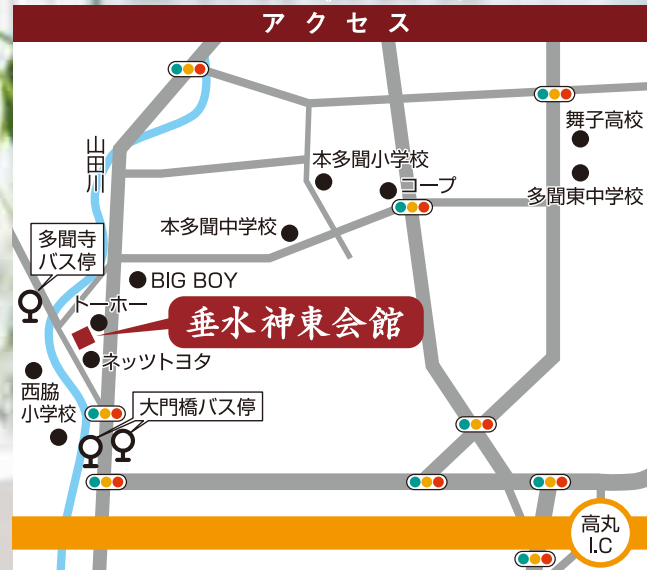 アクセス
舞子高校
山田川
本多聞小学校
コープ
多聞東中学校
本多聞中学校
多聞寺
バス停
BIG BOY
トーホー
垂水神東会館
ネッツトヨタ
西脇
小学校
大門橋バス停
高丸
I.C